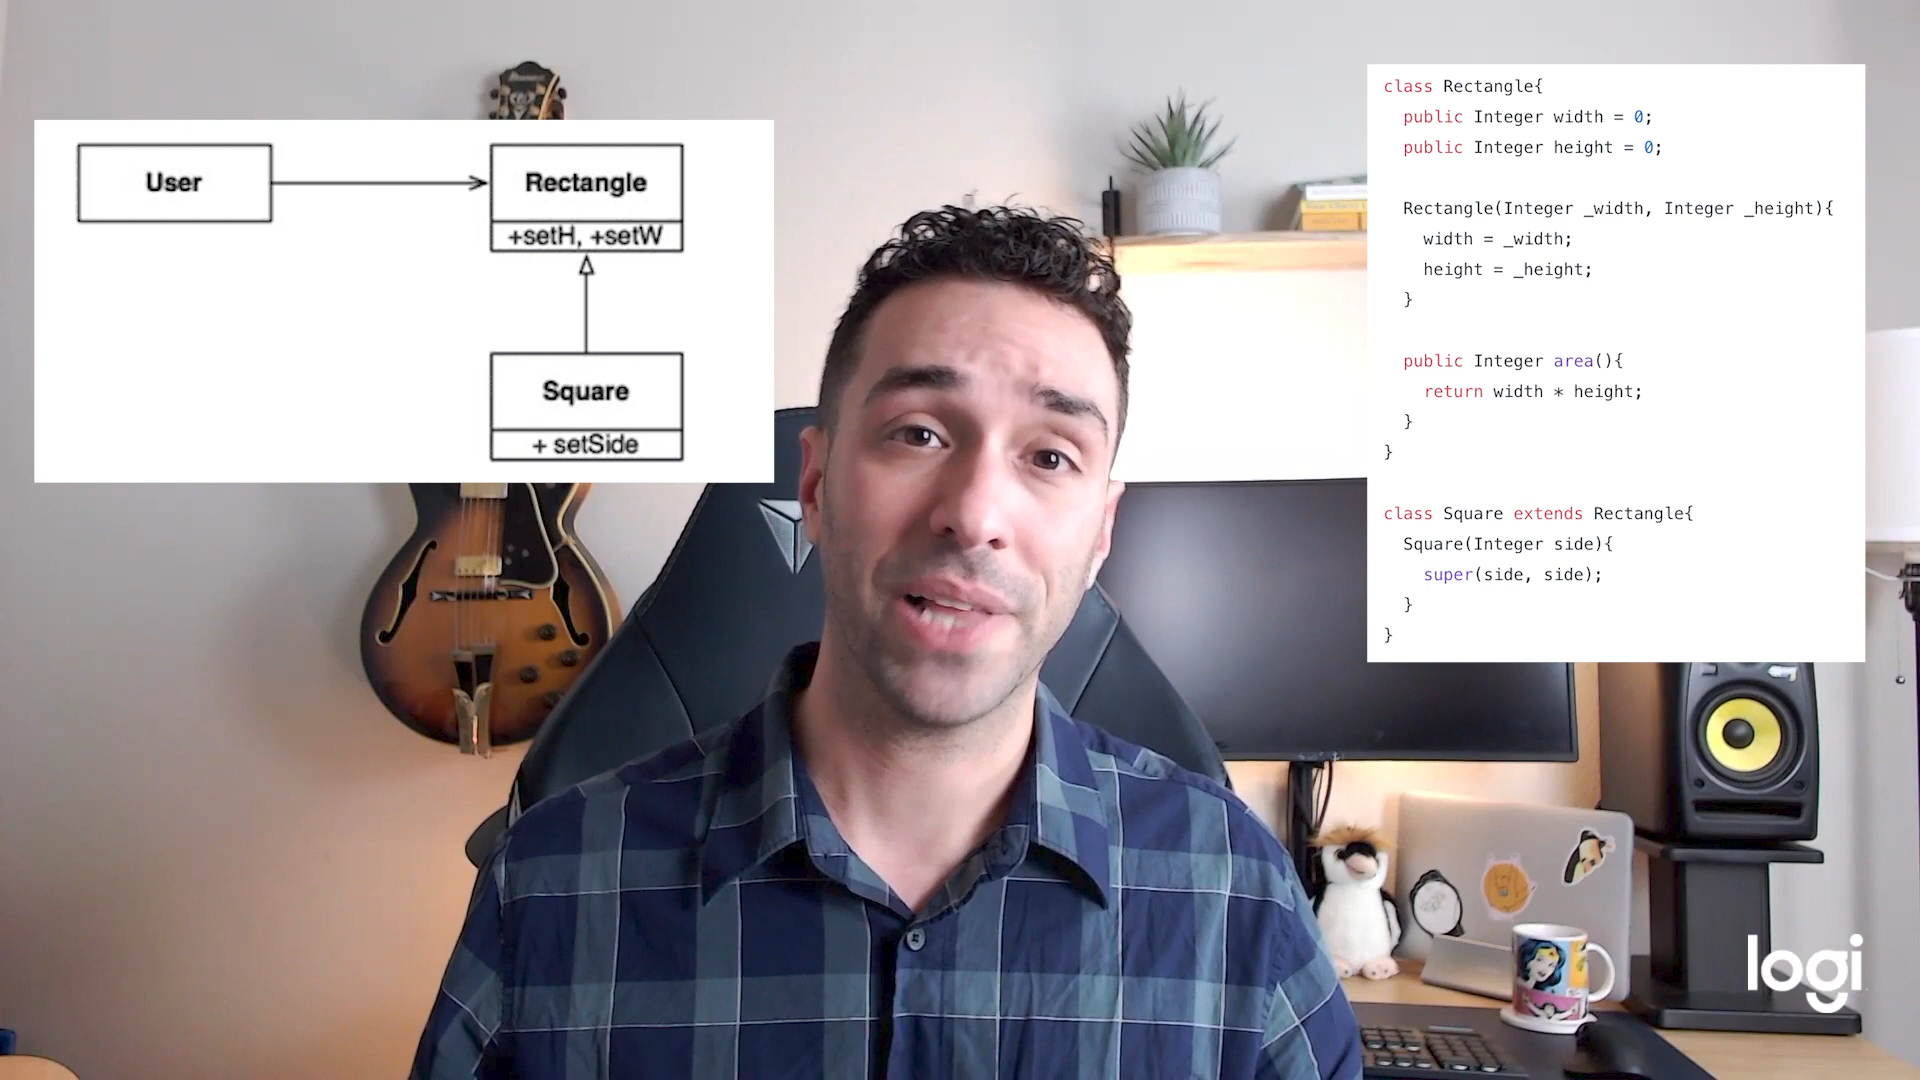 User
Rectangle
+setH, +setW
Square
+ setSide
class Rectangle{
public Integer width = 0;
public Integer height = 0;
Rectangle(Integer _width, Integer _height){
width = _width;
height = _height;
}
public Integer area(){
return width * height;
}
}
class Square extends Rectangle{
Square(Integer side){
super(side, side);
}
}
logi